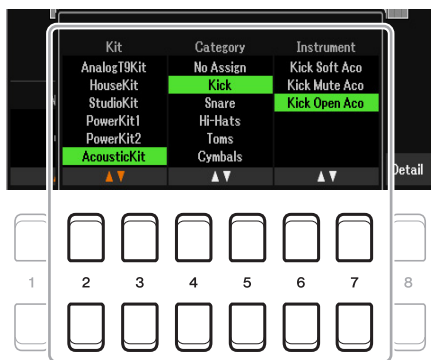 Kit Category Instrument
AnalogT9Kit No Assign Kick Soft Aco
HouseKit Kick Kick Mute Aco
StudioKit Snare Kick Open Aco
PowerKit1 Hi-Hats
PowerKit2 Toms
AcousticKit Cymbals
Detail
1 2 3 4 5 6 7 8